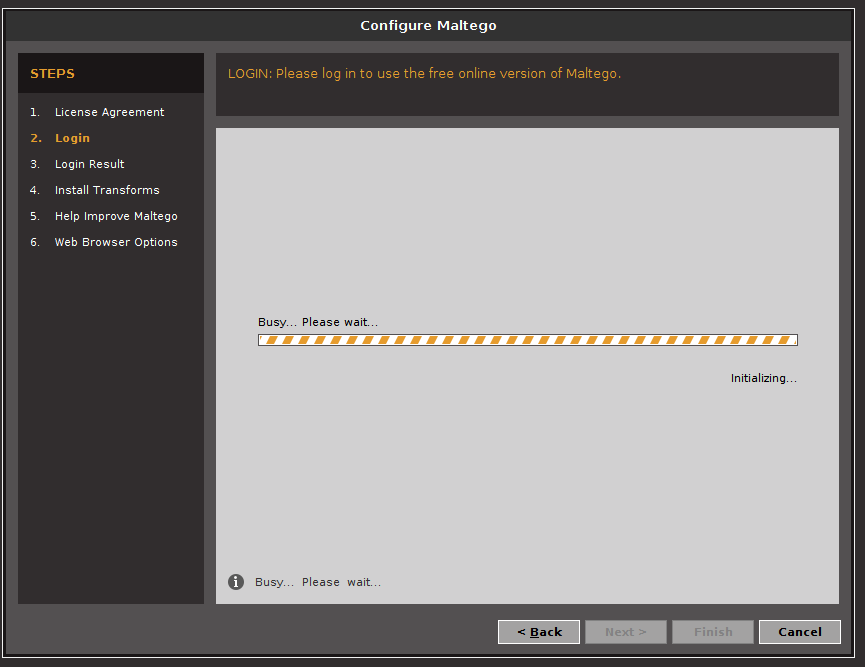 Configure Maltego
STEPS
1. License Agreement
2. Login
3. Login Result
4. Install Transforms
5. Help Improve Maltego
6. Web Browser Options
LOGIN: Please log in to use the free online version of Maltego.
Busy... Please wait...
Initializing...
Busy... Please wait...
< Back
Next >
Finish
Cancel